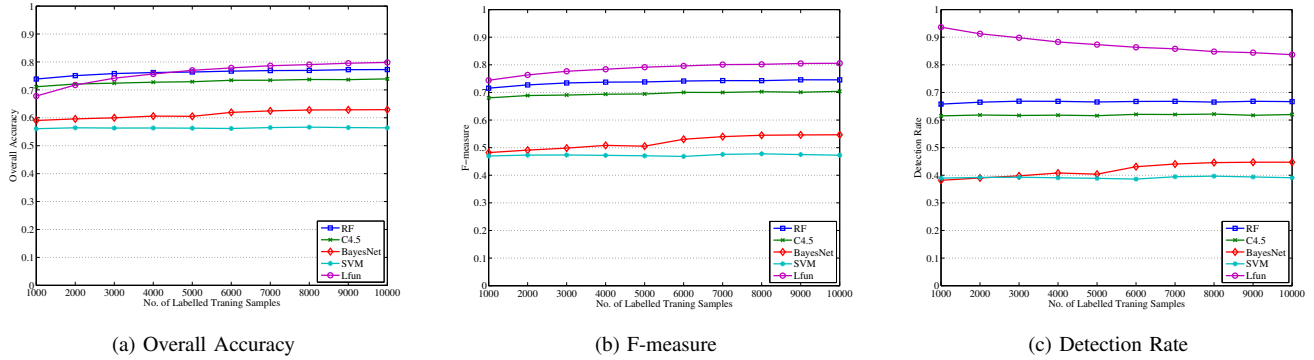 1
0.9
0.8
0.7
0.6
0.5
0.4
0.3
0.2
0.1
0
Overall Accuracy
1000 2000 3000 4000 5000 6000 7000 8000 9000 10000
No. of Labelled Traning Samples
RF
C4.5
BayesNet
SVM
Lfun
(a) Overall Accuracy
1
0.9
0.8
0.7
0.6
0.5
0.4
0.3
0.2
0.1
0
F-measure
1000 2000 3000 4000 5000 6000 7000 8000 9000 10000
No. of Labelled Traning Samples
RF
C4.5
BayesNet
SVM
Lfun
(b) F-measure
1
0.9
0.8
0.7
0.6
0.5
0.4
0.3
0.2
0.1
0
Detection Rate
1000 2000 3000 4000 5000 6000 7000 8000 9000 10000
No. of Labelled Traning Samples
RF
C4.5
BayesNet
SVM
Lfun
(c) Detection Rate